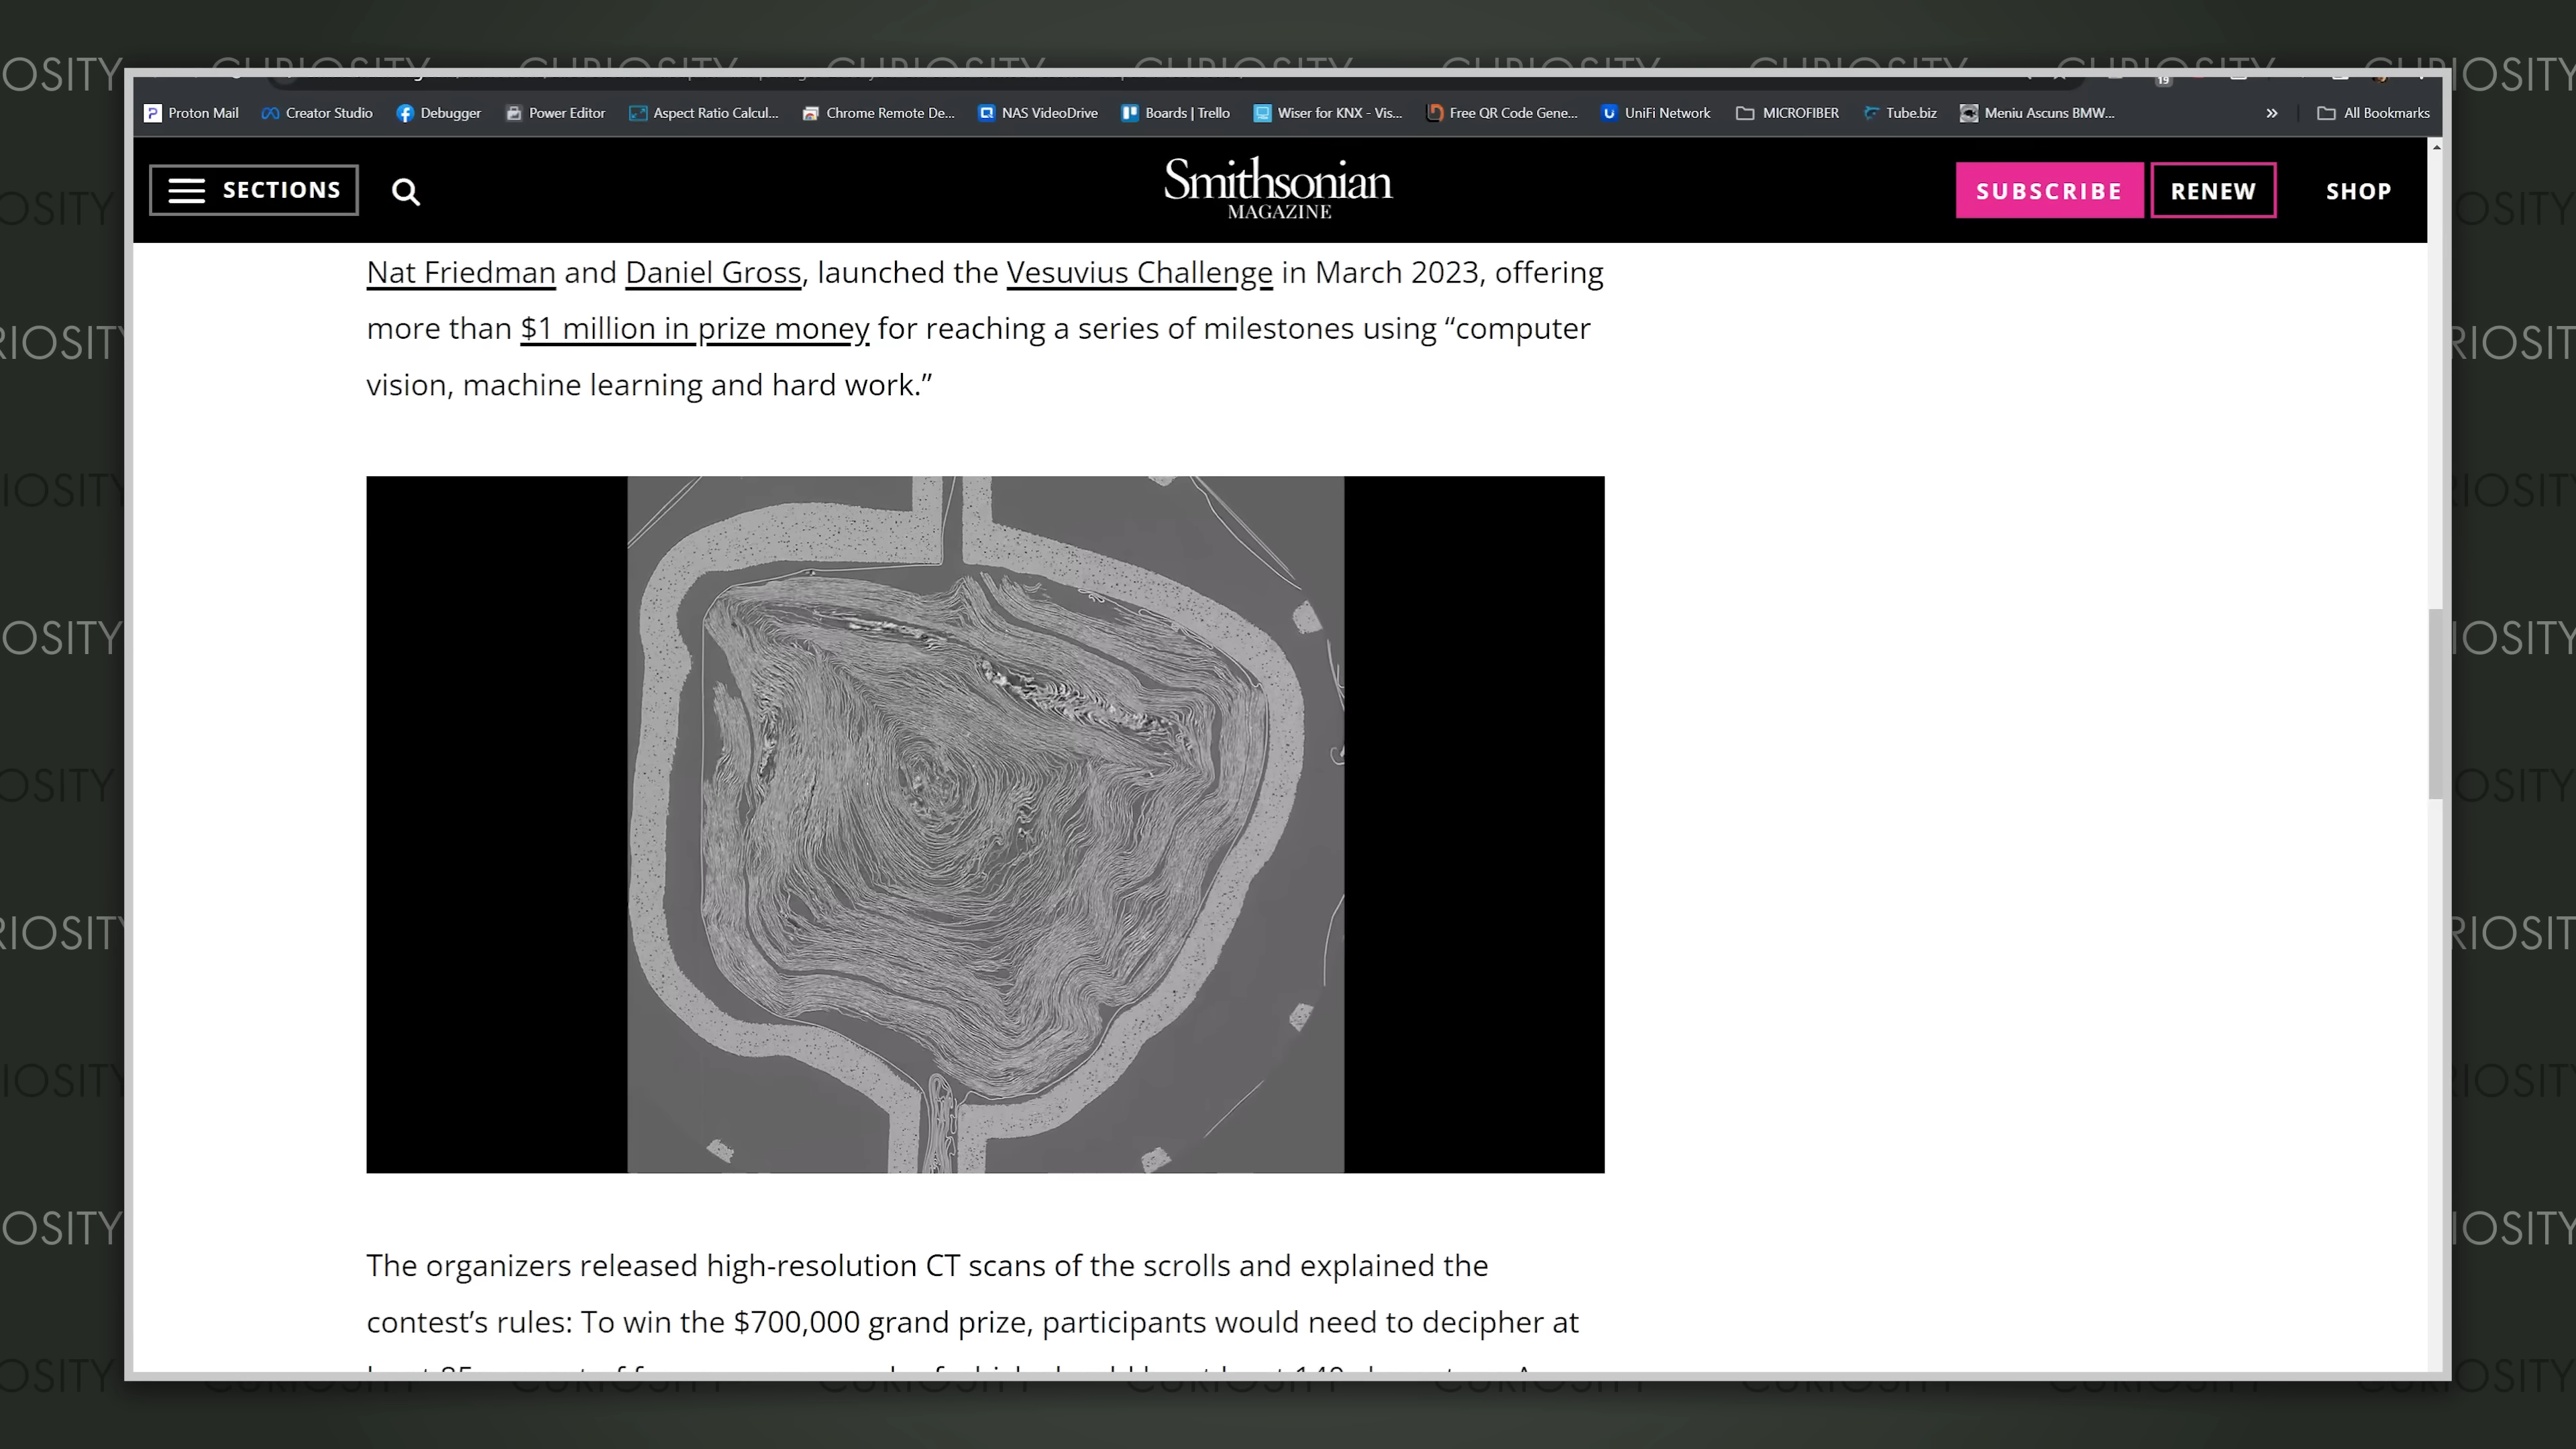 CURIOSITY
Proton Mail Creator Studio Debugger Power Editor Aspect Ratio Calcul... Chrome Remote De... NAS VideoDrive Boards | Trello Wiser for KNX - Vis... Free QR Code Gene... UniFi Network MICROFIBER Tube.biz Meniu Ascuns BMW... » All Bookmarks
SECTIONS
Smithsonian
MAGAZINE
SUBSCRIBE RENEW SHOP
Nat Friedman and Daniel Gross, launched the Vesuvius Challenge in March 2023, offering
more than $1 million in prize money for reaching a series of milestones using “computer
vision, machine learning and hard work.”
The organizers released high-resolution CT scans of the scrolls and explained the
contest’s rules: To win the $700,000 grand prize, participants would need to decipher at